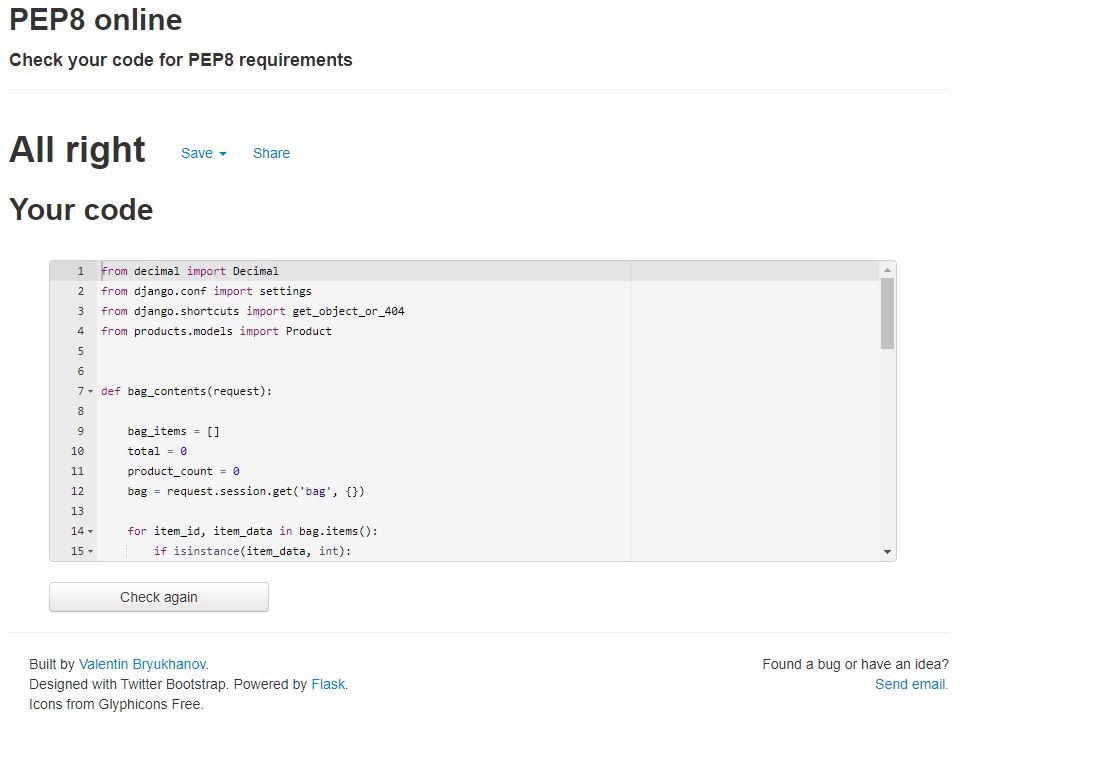 PEP8 online
Check your code for PEP8 requirements
All right Save Share
Your code
1 from decimal import Decimal
2 from django.conf import settings
3 from django.shortcuts import get_object_or_404
4 from products.models import Product
5
6
7 def bag_contents(request):
8
9     bag_items = []
10     total = 0
11     product_count = 0
12     bag = request.session.get('bag', {})
13
14     for item_id, item_data in bag.items():
15         if isinstance(item_data, int):
Check again
Built by Valentin Bryukhanov. Found a bug or have an idea?
Designed with Twitter Bootstrap. Powered by Flask. Send email.
Icons from Glyphicons Free.